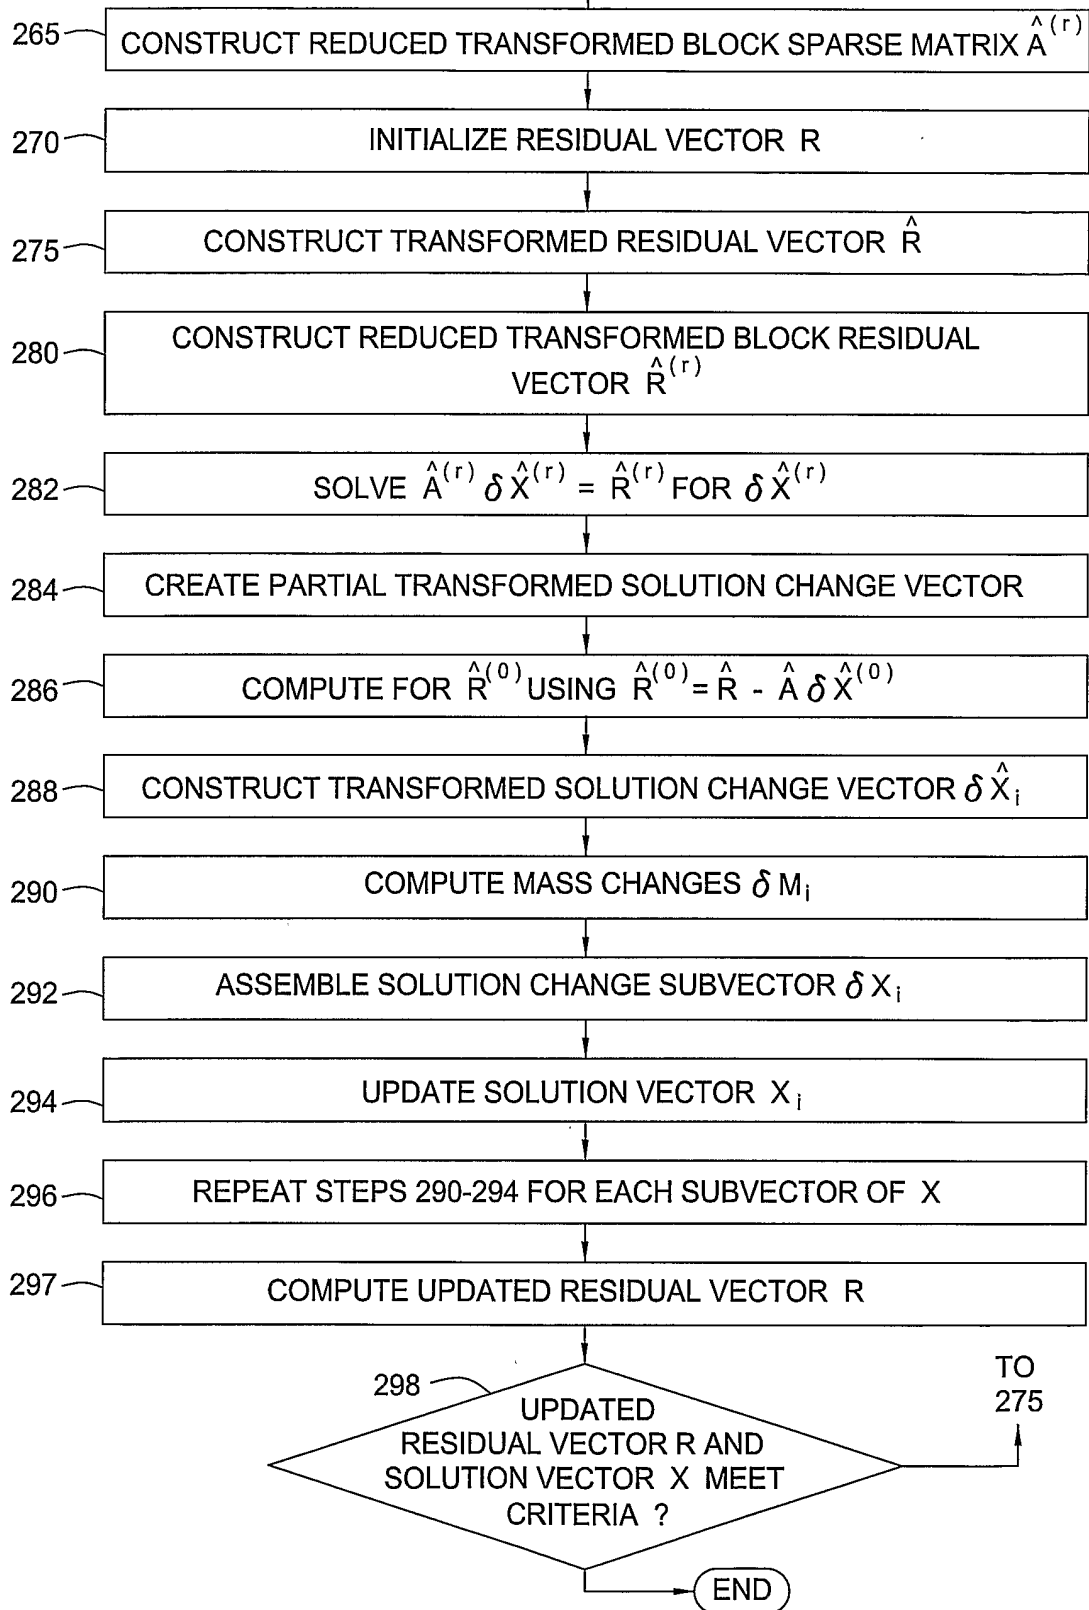 265
CONSTRUCT REDUCED TRANSFORMED BLOCK SPARSE MATRIX Â^(r)
270
INITIALIZE RESIDUAL VECTOR R
275
CONSTRUCT TRANSFORMED RESIDUAL VECTOR R̂
280
CONSTRUCT REDUCED TRANSFORMED BLOCK RESIDUAL
VECTOR R̂^(r)
282
SOLVE Â^(r) δX̂^(r) = R̂^(r) FOR δX̂^(r)
284
CREATE PARTIAL TRANSFORMED SOLUTION CHANGE VECTOR
286
COMPUTE FOR R̂^(0) USING R̂^(0) = R̂ - Â δX̂^(0)
288
CONSTRUCT TRANSFORMED SOLUTION CHANGE VECTOR δX̂_i
290
COMPUTE MASS CHANGES δM_i
292
ASSEMBLE SOLUTION CHANGE SUBVECTOR δX_i
294
UPDATE SOLUTION VECTOR X_i
296
REPEAT STEPS 290-294 FOR EACH SUBVECTOR OF X
297
COMPUTE UPDATED RESIDUAL VECTOR R
298
UPDATED
RESIDUAL VECTOR R AND
SOLUTION VECTOR X MEET
CRITERIA ?
TO
275
END